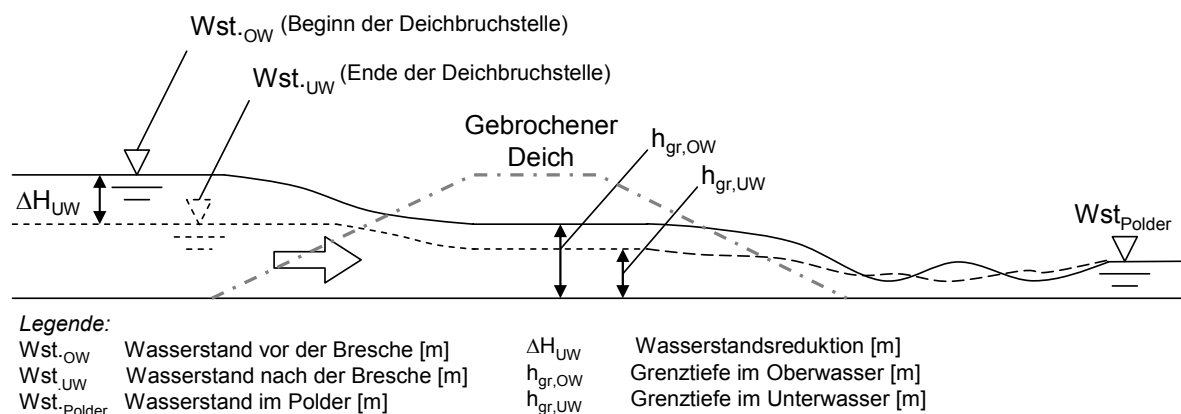 Wst.OW (Beginn der Deichbruchstelle)
Wst.UW (Ende der Deichbruchstelle)
Gebrochener
Deich
hgr,OW
hgr,UW
ΔHUW
WstPolder
Legende:
Wst.OW Wasserstand vor der Bresche [m] ΔHUW Wasserstandsreduktion [m]
Wst.UW Wasserstand nach der Bresche [m] hgr,OW Grenztiefe im Oberwasser [m]
Wst.Polder Wasserstand im Polder [m] hgr,UW Grenztiefe im Unterwasser [m]